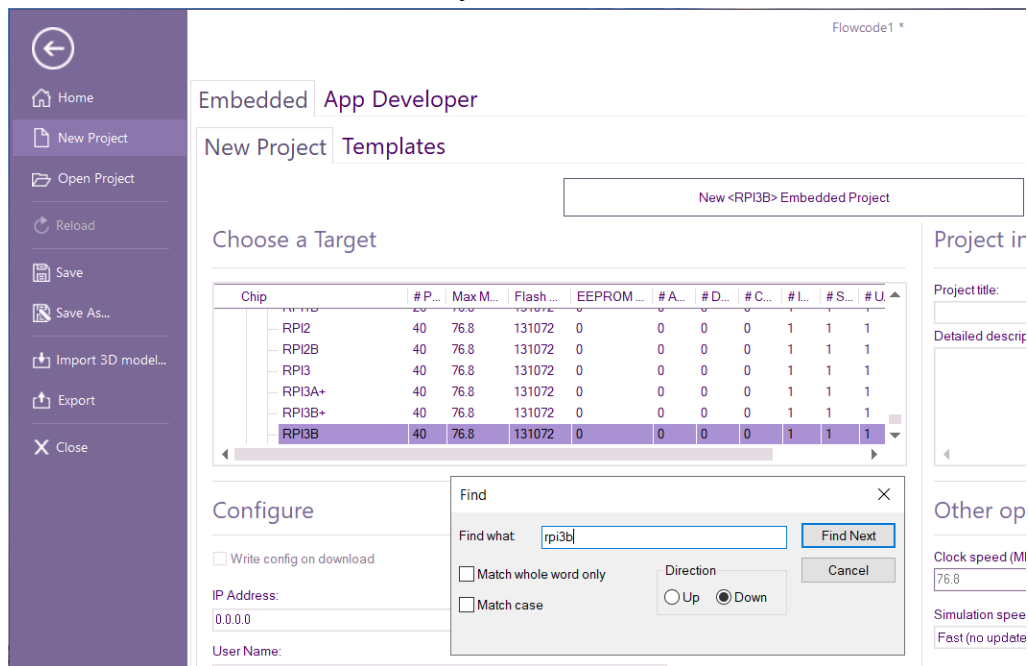 Flowcode1 *
Home
New Project
Open Project
Reload
Save
Save As...
Import 3D model...
Export
Close
Embedded App Developer
New Project Templates
New <RPI3B> Embedded Project
Choose a Target
Project in
Chip # P... Max M... Flash ... EEPROM ... # A... # D... # C... # I... # S... # U.
RPI2 40 76.8 131072 0 0 0 0 1 1 1
RPI2B 40 76.8 131072 0 0 0 0 1 1 1
RPI3 40 76.8 131072 0 0 0 0 1 1 1
RPI3A+ 40 76.8 131072 0 0 0 0 1 1 1
RPI3B+ 40 76.8 131072 0 0 0 0 1 1 1
RPI3B 40 76.8 131072 0 0 0 0 1 1 1
Project title:
Detailed descrip
Configure
Write config on download
IP Address:
0.0.0.0
User Name:
Find
Find what: rpi3b Find Next
Match whole word only Direction Cancel
Match case Up Down
Other op
Clock speed (M
76.8
Simulation spee
Fast (no update